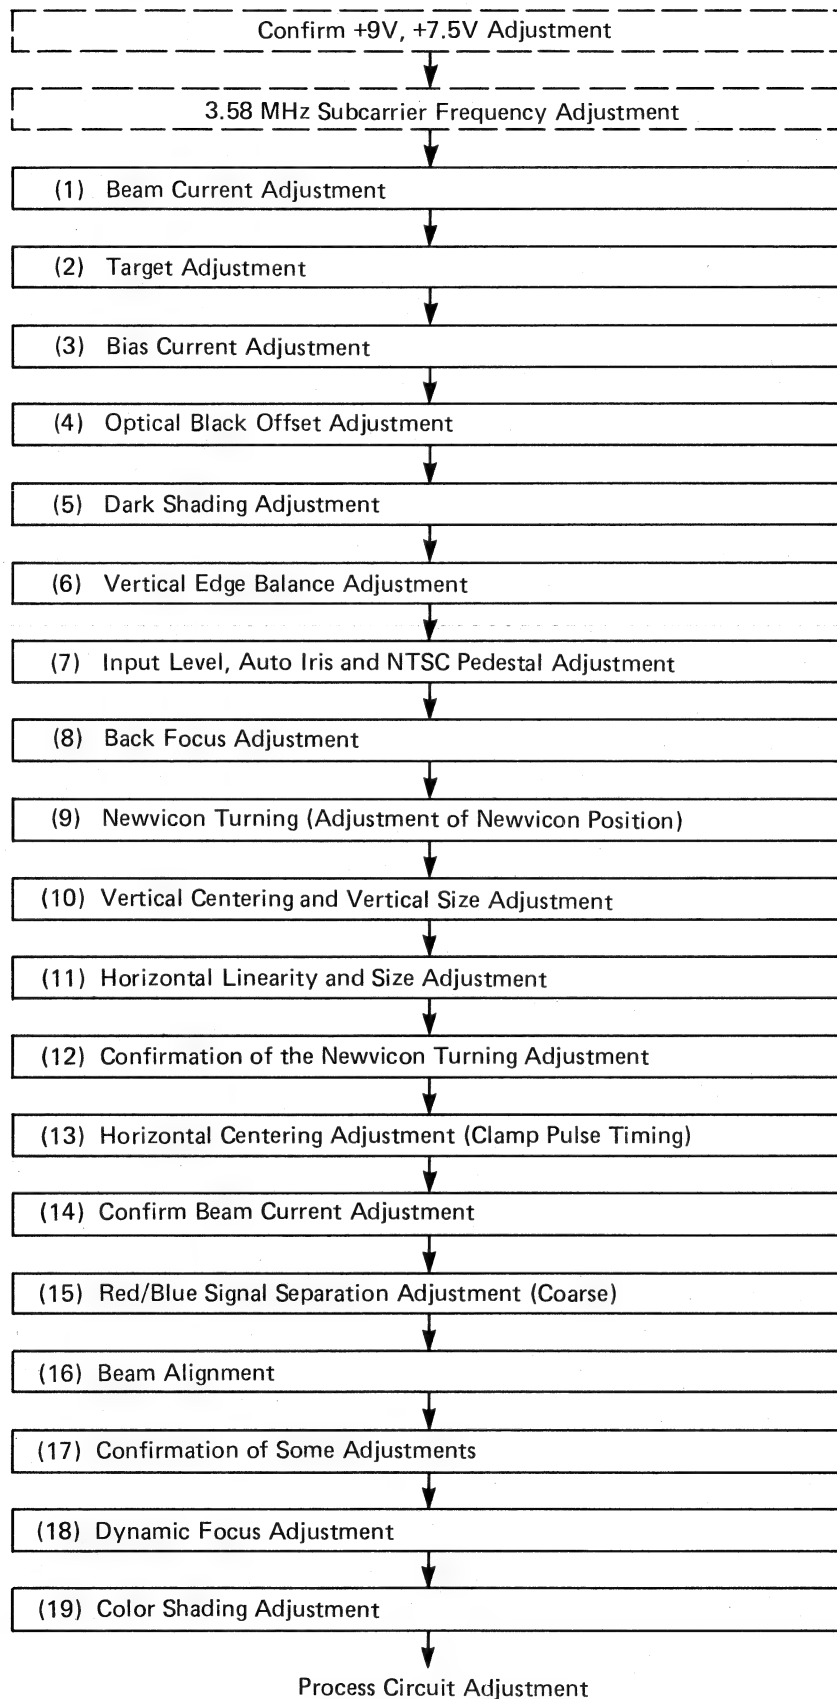 Confirm +9V, +7.5V Adjustment
3.58 MHz Subcarrier Frequency Adjustment
(1) Beam Current Adjustment
(2) Target Adjustment
(3) Bias Current Adjustment
(4) Optical Black Offset Adjustment
(5) Dark Shading Adjustment
(6) Vertical Edge Balance Adjustment
(7) Input Level, Auto Iris and NTSC Pedestal Adjustment
(8) Back Focus Adjustment
(9) Newvicon Turning (Adjustment of Newvicon Position)
(10) Vertical Centering and Vertical Size Adjustment
(11) Horizontal Linearity and Size Adjustment
(12) Confirmation of the Newvicon Turning Adjustment
(13) Horizontal Centering Adjustment (Clamp Pulse Timing)
(14) Confirm Beam Current Adjustment
(15) Red/Blue Signal Separation Adjustment (Coarse)
(16) Beam Alignment
(17) Confirmation of Some Adjustments
(18) Dynamic Focus Adjustment
(19) Color Shading Adjustment
Process Circuit Adjustment